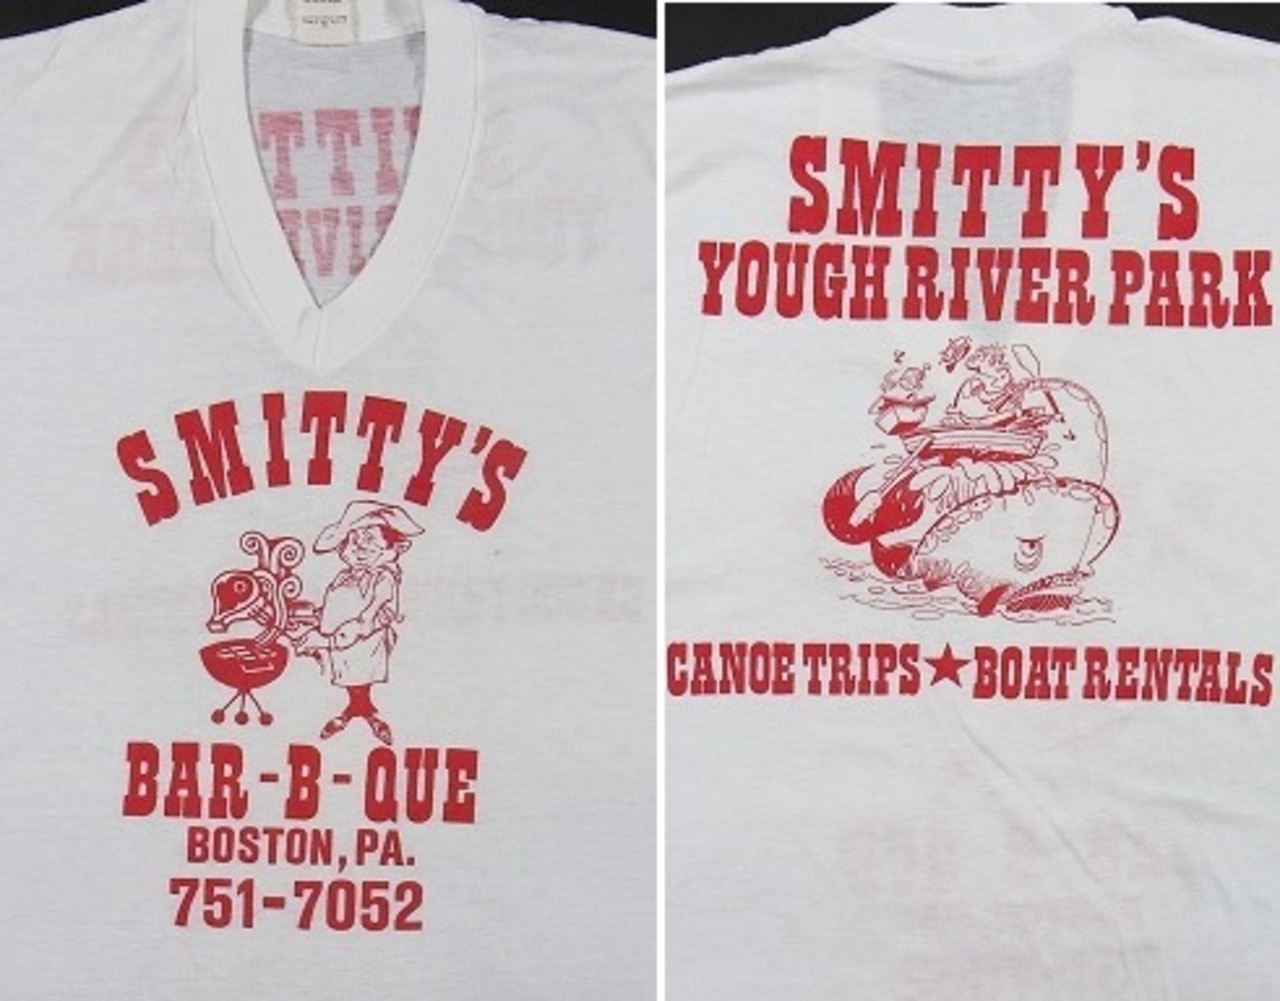 SMITTY'S
BAR-B-QUE
BOSTON, PA.
751-7052
SMITTY'S
YOUGH RIVER PARK
CANOE TRIPS★BOAT RENTALS